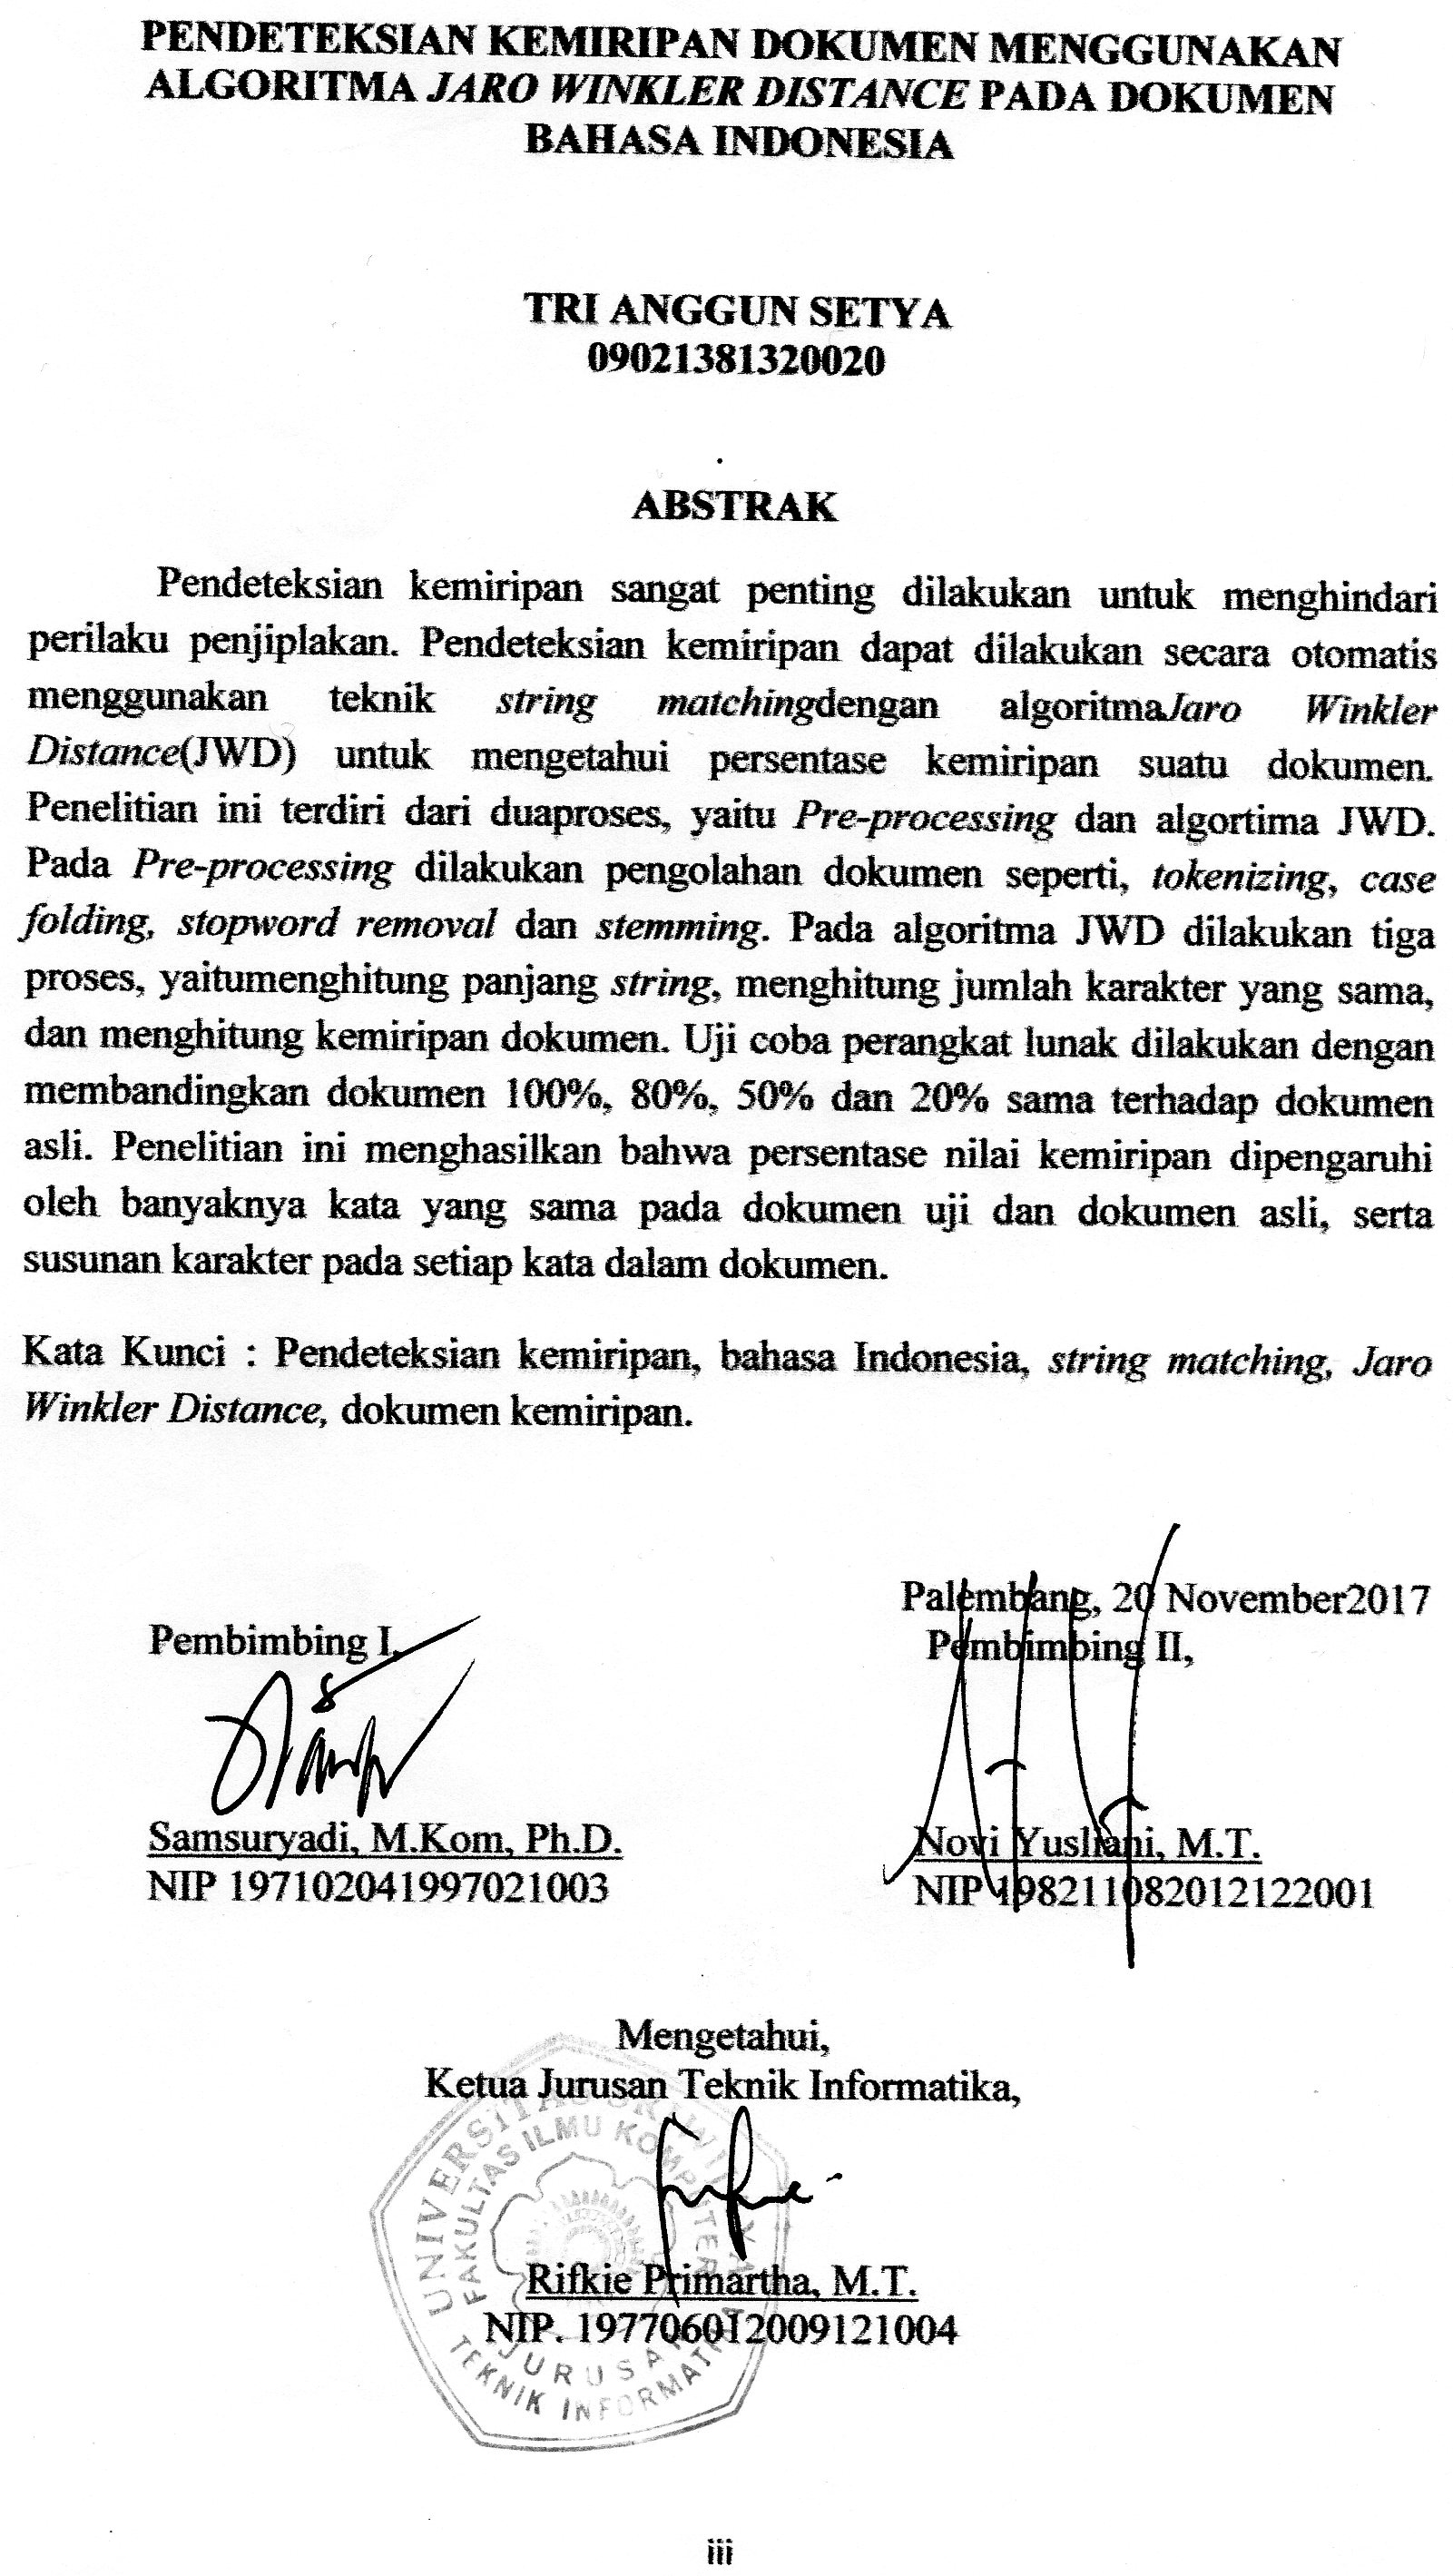 PENDETEKSIAN KEMIRIPAN DOKUMEN MENGGUNAKAN
ALGORITMA JARO WINKLER DISTANCE PADA DOKUMEN
BAHASA INDONESIA
TRI ANGGUN SETYA
09021381320020
ABSTRAK
Pendeteksian kemiripan sangat penting dilakukan untuk menghindari
perilaku penjiplakan. Pendeteksian kemiripan dapat dilakukan secara otomatis
menggunakan teknik string matchingdengan algoritmaJaro Winkler
Distance(JWD) untuk mengetahui persentase kemiripan suatu dokumen.
Penelitian ini terdiri dari duaproses, yaitu Pre-processing dan algortima JWD.
Pada Pre-processing dilakukan pengolahan dokumen seperti, tokenizing, case
folding, stopword removal dan stemming. Pada algoritma JWD dilakukan tiga
proses, yaitumenghitung panjang string, menghitung jumlah karakter yang sama,
dan menghitung kemiripan dokumen. Uji coba perangkat lunak dilakukan dengan
membandingkan dokumen 100%, 80%, 50% dan 20% sama terhadap dokumen
asli. Penelitian ini menghasilkan bahwa persentase nilai kemiripan dipengaruhi
oleh banyaknya kata yang sama pada dokumen uji dan dokumen asli, serta
susunan karakter pada setiap kata dalam dokumen.
Kata Kunci : Pendeteksian kemiripan, bahasa Indonesia, string matching, Jaro
Winkler Distance, dokumen kemiripan.
Palembang, 20 November2017
Pembimbing I,
Pembimbing II,
Samsuryadi, M.Kom, Ph.D.
NIP 197102041997021003
Novi Yusliani, M.T.
NIP 198211082012122001
Mengetahui,
Ketua Jurusan Teknik Informatika,
UNIVERSITAS SRIWIJAYA
FAKULTAS ILMU KOMPUTER
Rifkie Primartha, M.T.
NIP. 197706012009121004
JURUSAN
TEKNIK INFORMATIKA
iii